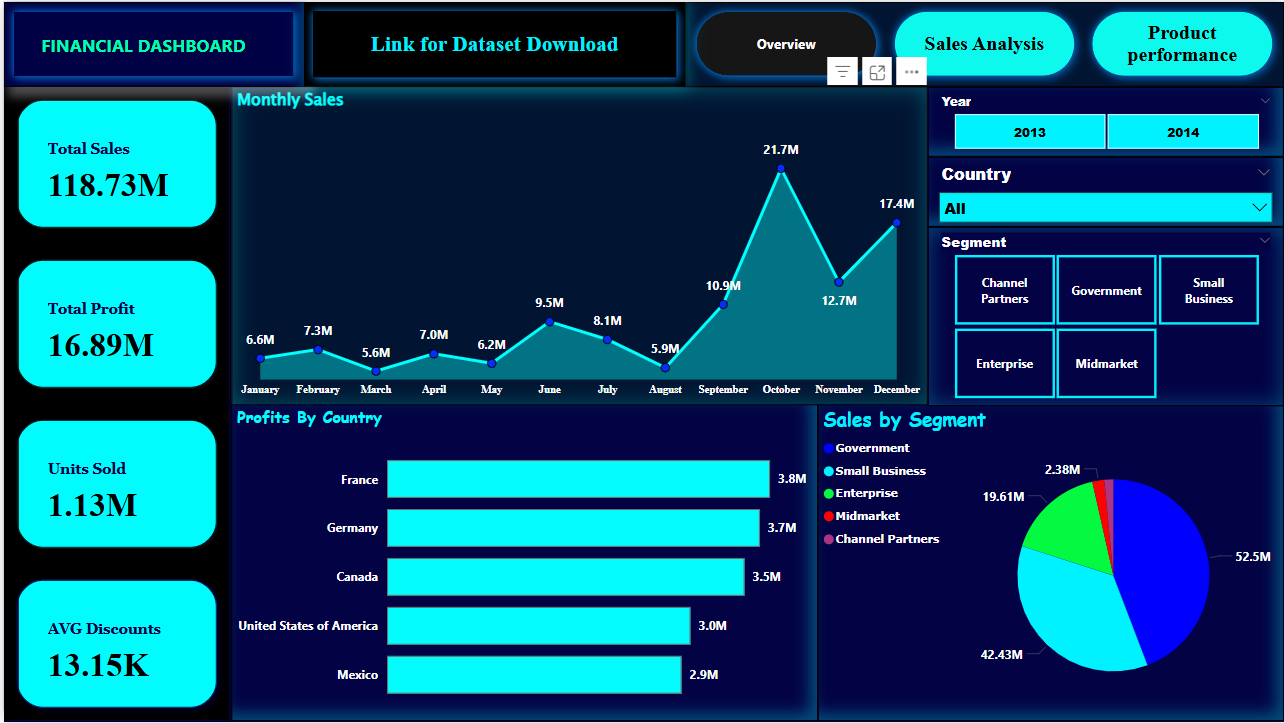 FINANCIAL DASHBOARD
Link for Dataset Download
Overview
Sales Analysis
Product
performance
Total Sales
118.73M
Total Profit
16.89M
Units Sold
1.13M
AVG Discounts
13.15K
Monthly Sales
6.6M
7.3M
5.6M
7.0M
6.2M
9.5M
8.1M
5.9M
10.9M
21.7M
12.7M
17.4M
January February March April May June July August September October November December
Year
2013 2014
Country
All
Segment
Channel
Partners
Government
Small
Business
Enterprise
Midmarket
Profits By Country
France 3.8M
Germany 3.7M
Canada 3.5M
United States of America 3.0M
Mexico 2.9M
Sales by Segment
Government
Small Business
Enterprise
Midmarket
Channel Partners
2.38M
19.61M
52.5M
42.43M